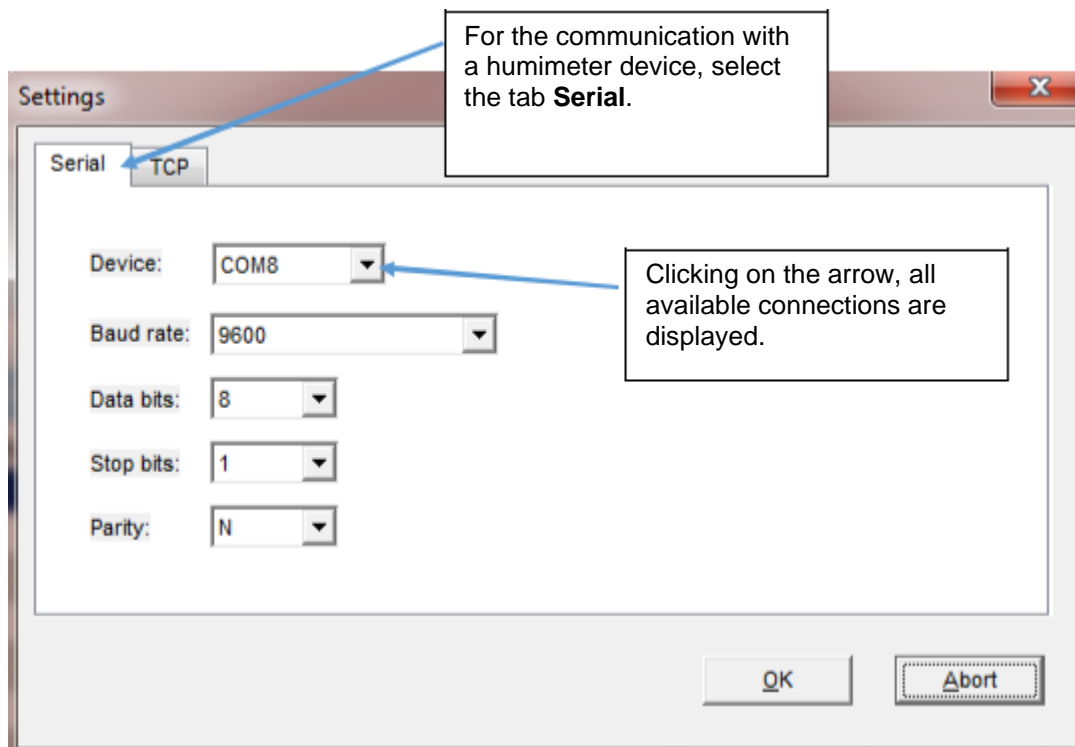 For the communication with
a humimeter device, select
the tab Serial.
Settings
Serial TCP
Device: COM8
Clicking on the arrow, all
available connections are
displayed.
Baud rate: 9600
Data bits: 8
Stop bits: 1
Parity: N
OK Abort